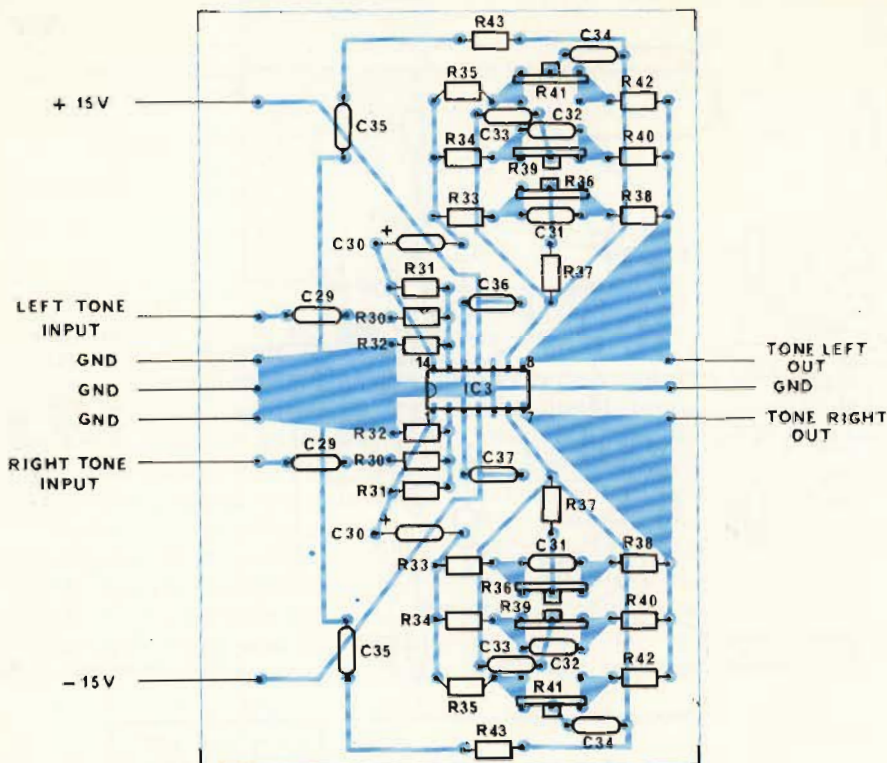 R43
C34
R35
R41
R42
+ 15V
C35
C33
C32
R34
R40
R39
R36
R33
R38
C31
+
C30
R31
R37
C36
LEFT TONE
INPUT
C29
R30
GND
R32
14
8
TONE LEFT
OUT
GND
IC3
GND
GND
1
7
TONE RIGHT
OUT
R32
C29
RIGHT TONE
INPUT
R30
C37
R31
R37
+
C30
C31
R38
R33
R36
R39
R34
R40
C33
C32
C35
R42
- 15V
R35
R41
R43
C34